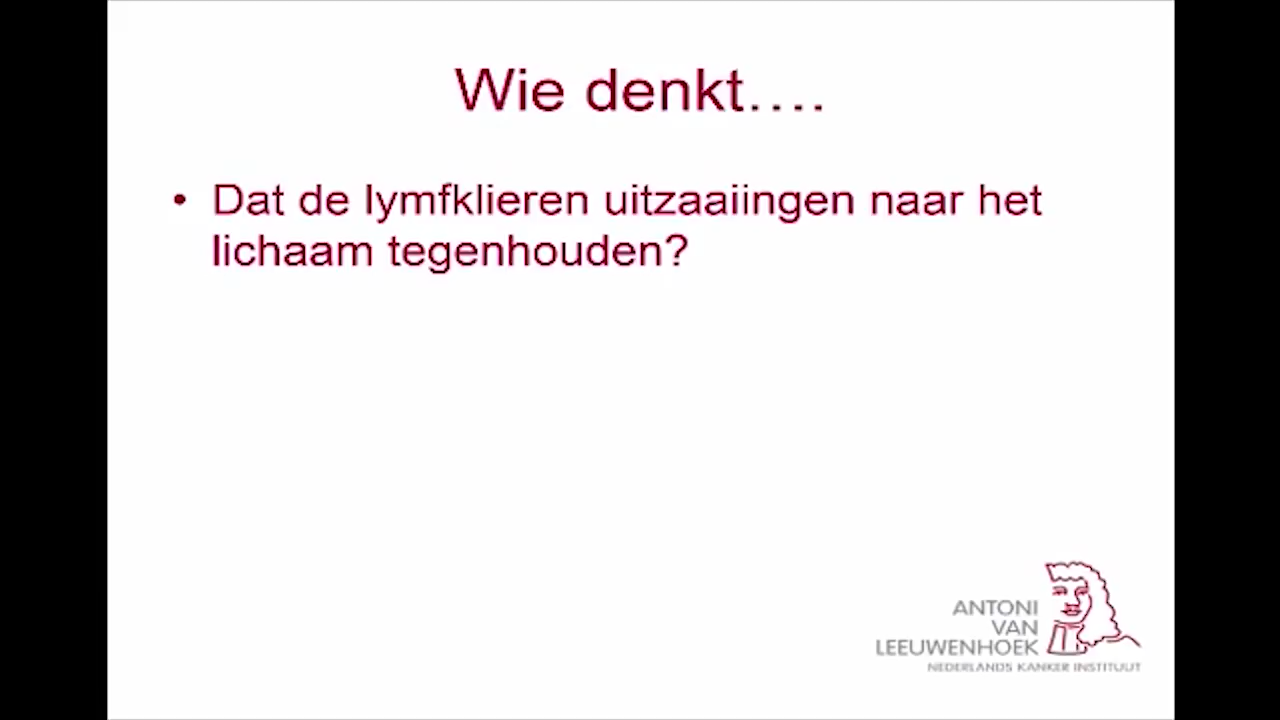 Wie denkt….
• Dat de lymfklieren uitzaaiingen naar het
lichaam tegenhouden?
ANTONI
VAN
LEEUWENHOEK
NEDERLANDS KANKER INSTITUUT